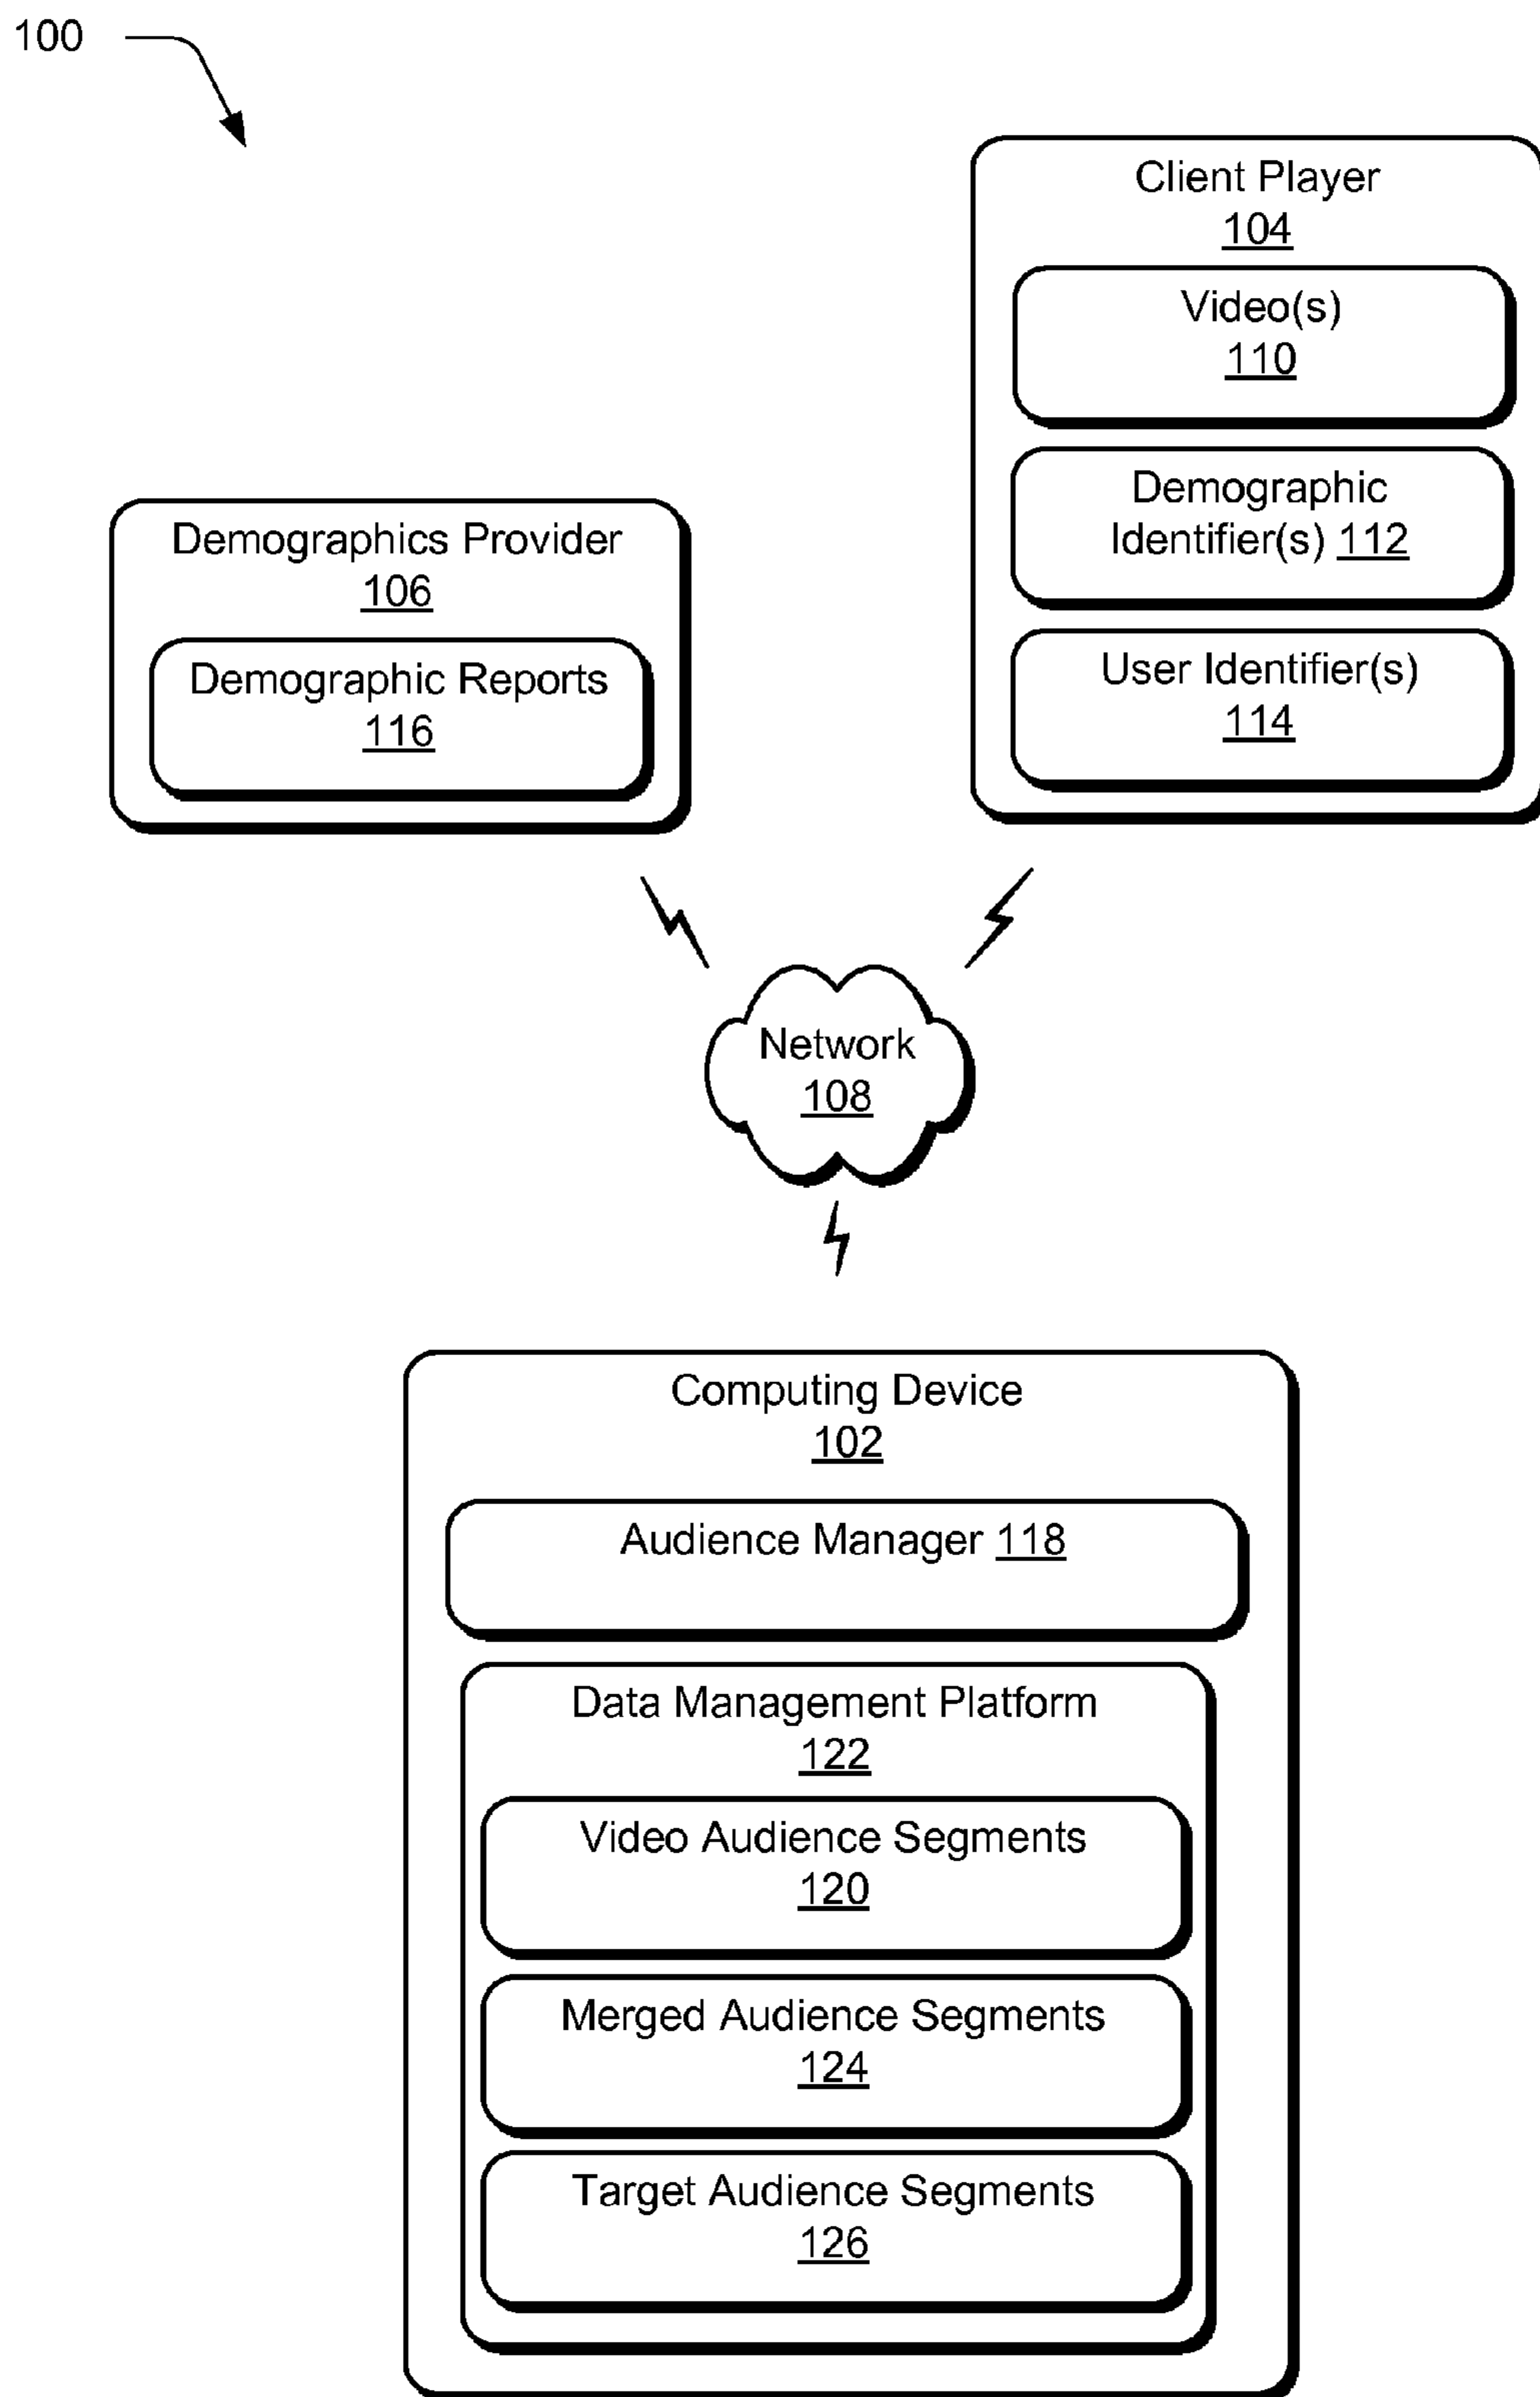 100
Client Player
104
Video(s)
110
Demographic
Identifier(s) 112
User Identifier(s)
114
Demographics Provider
106
Demographic Reports
116
Network
108
Computing Device
102
Audience Manager 118
Data Management Platform
122
Video Audience Segments
120
Merged Audience Segments
124
Target Audience Segments
126